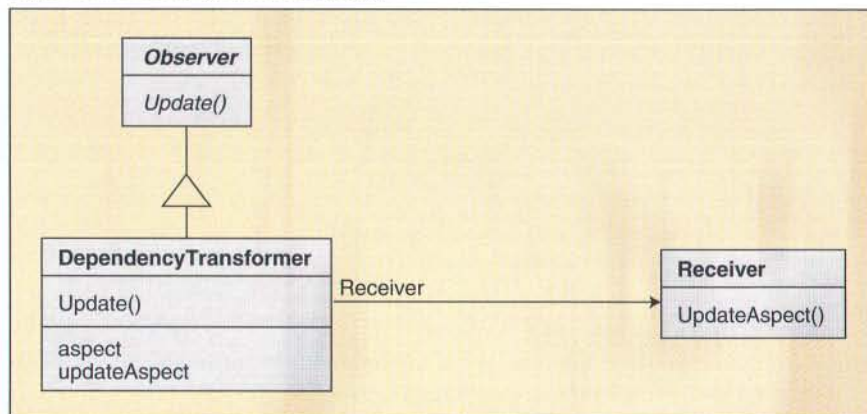 Observer
Update()
DependencyTransformer
Update()
aspect
updateAspect
Receiver
Receiver
UpdateAspect()